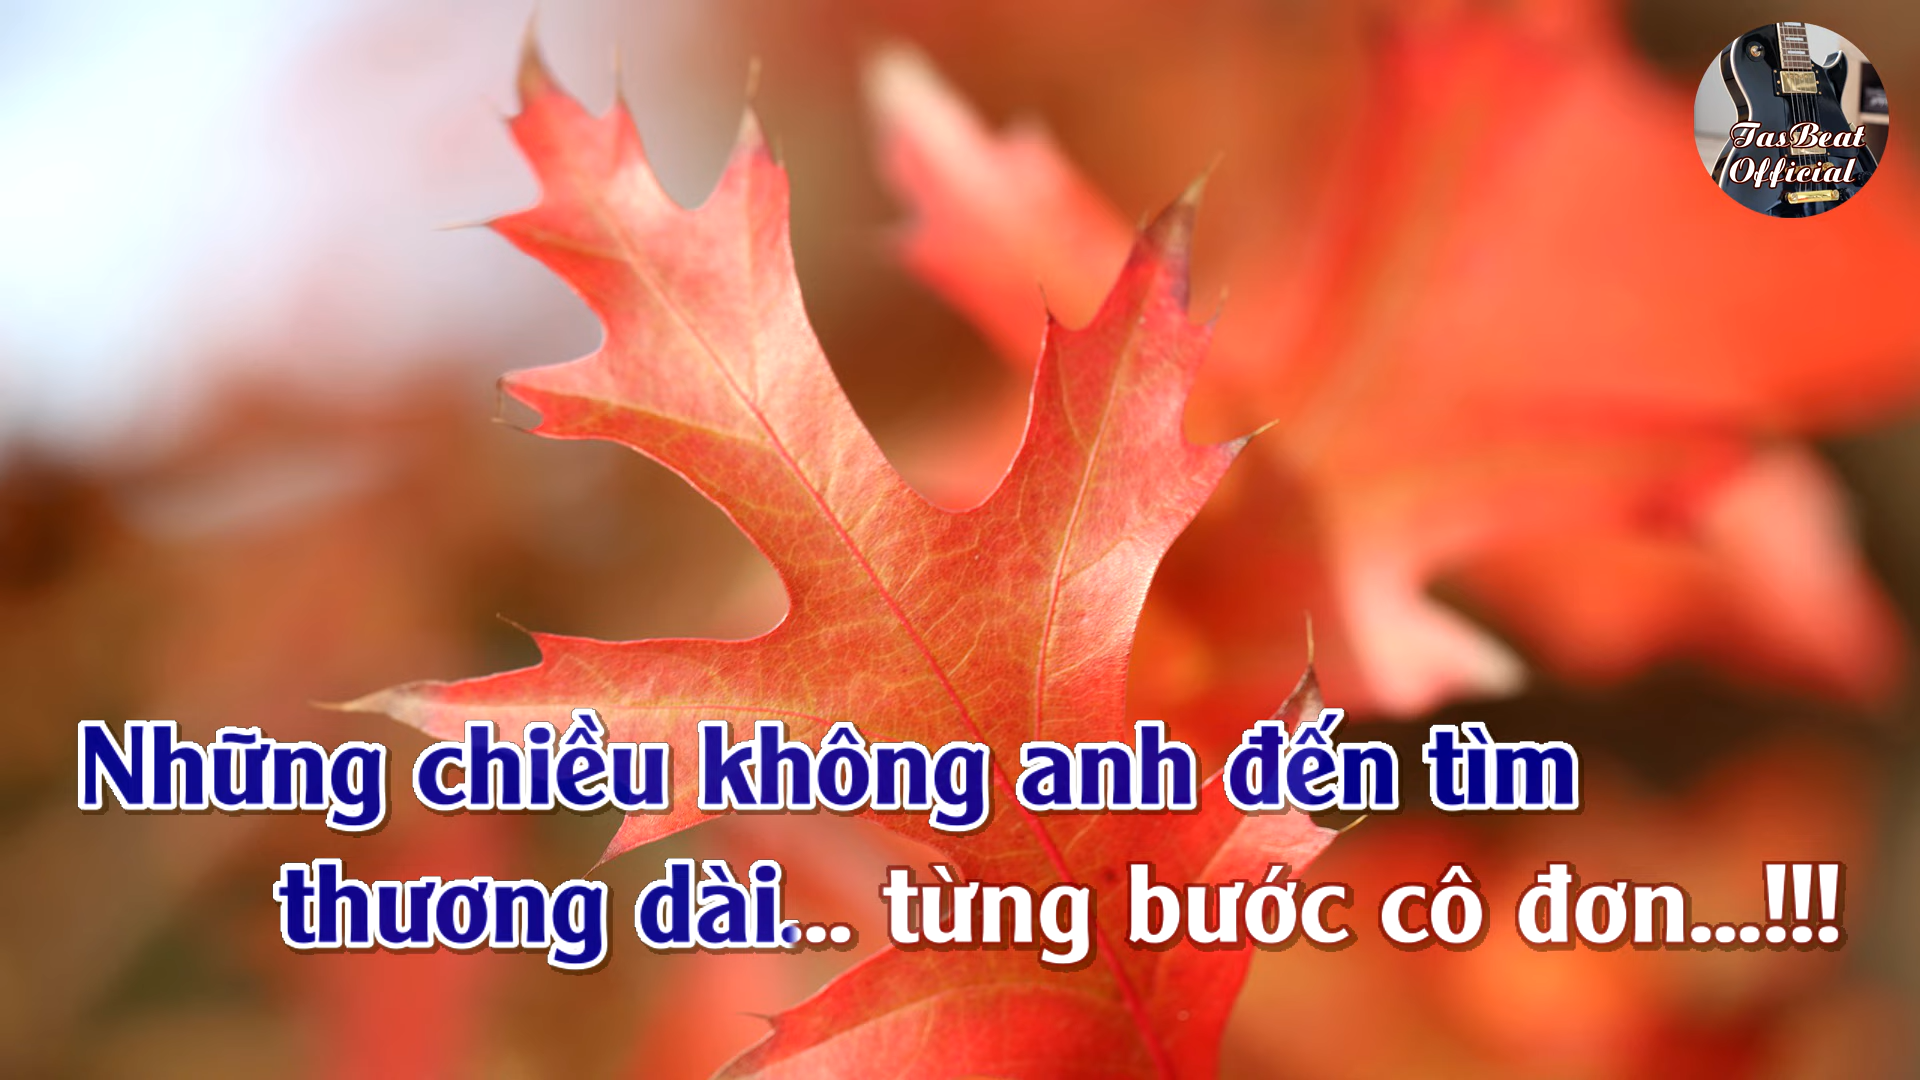 TasBeat
Official
Những chiều không anh đến tìm
thương dài... từng bước cô đơn...!!!